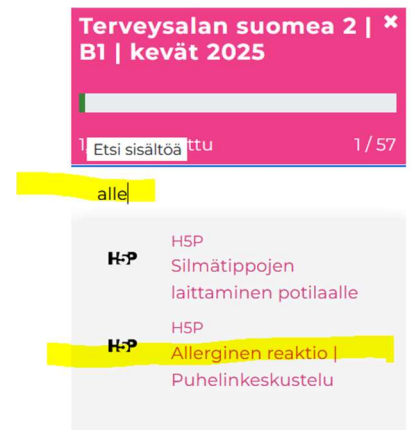 Terveysalan suomea 2 | ×
B1 | kevät 2025
Etsi sisältöä ttu 1 / 57
alle
H5P
H5P
Silmätippojen
laittaminen potilaalle
H5P
H5P
Allerginen reaktio |
Puhelinkeskustelu